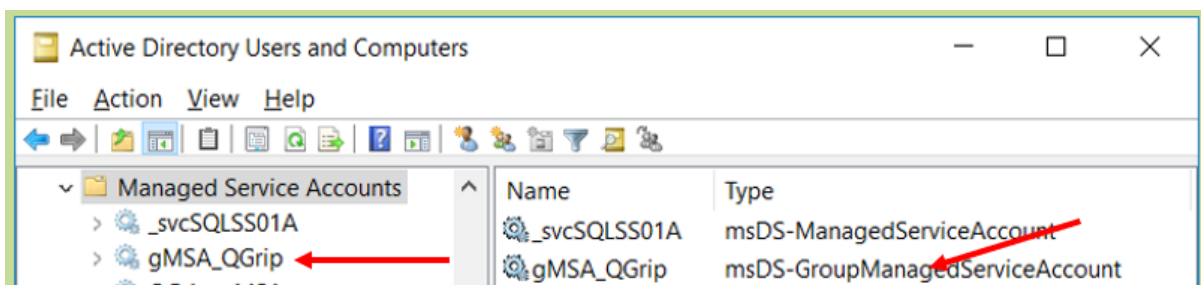 Active Directory Users and Computers
File Action View Help
Managed Service Accounts
_svcSQLSS01A
gMSA_QGrip
Name Type
_svcSQLSS01A msDS-ManagedServiceAccount
gMSA_QGrip msDS-GroupManagedServiceAccount